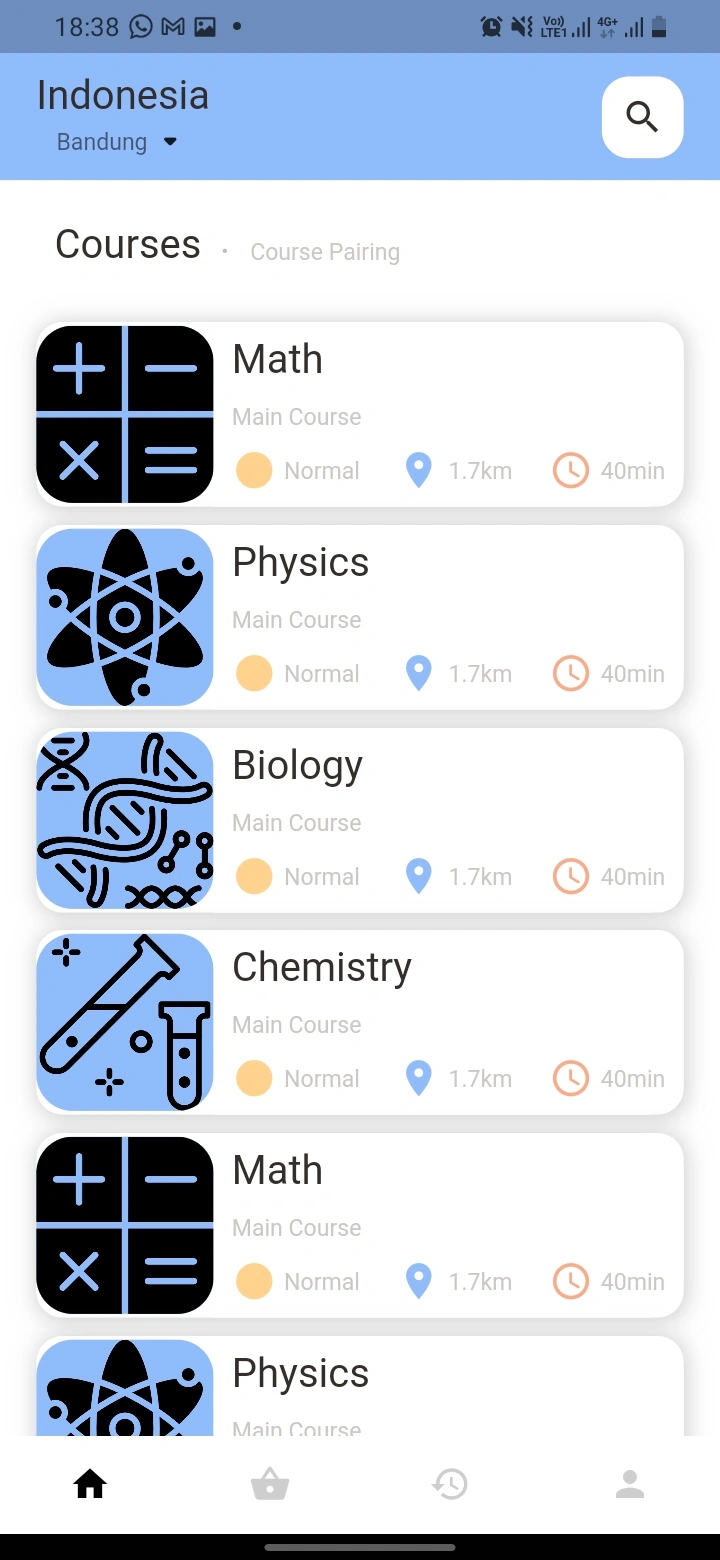 18:38
Vo)) LTE1 4G+
Indonesia
Bandung
Courses • Course Pairing
Math
Main Course
Normal 1.7km 40min
Physics
Main Course
Normal 1.7km 40min
Biology
Main Course
Normal 1.7km 40min
Chemistry
Main Course
Normal 1.7km 40min
Math
Main Course
Normal 1.7km 40min
Physics
Main Course